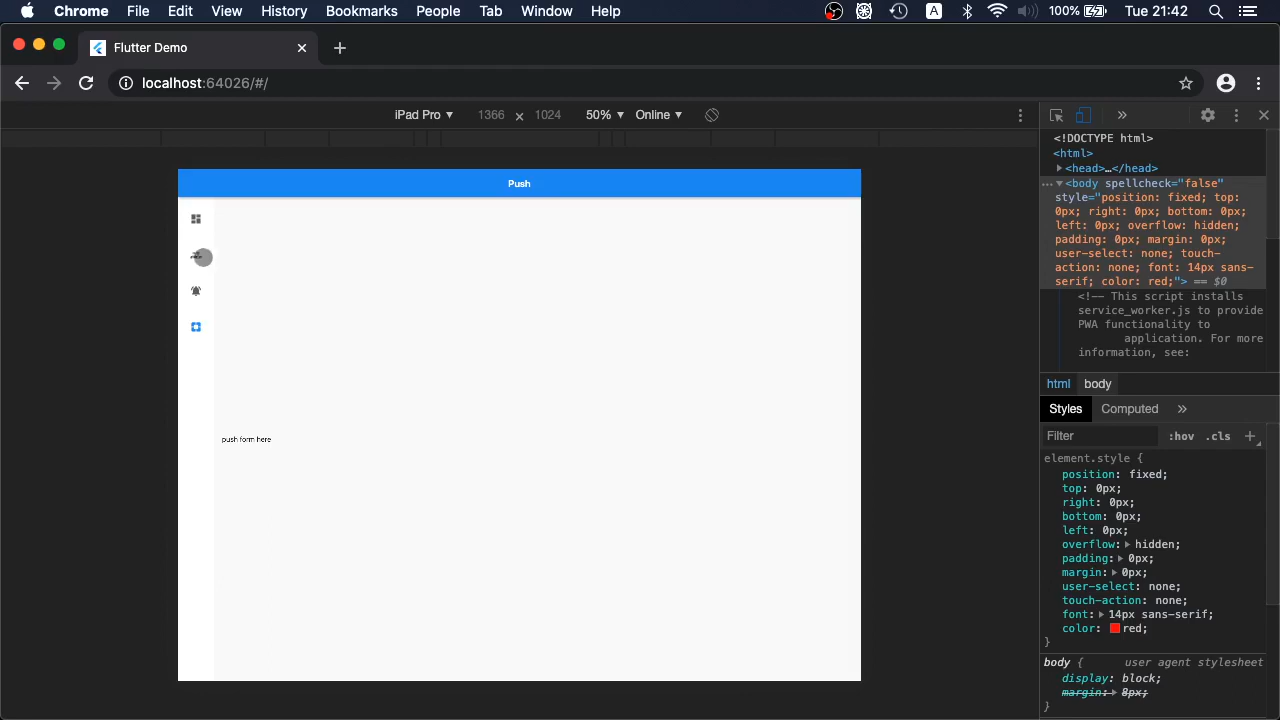 Chrome File Edit View History Bookmarks People Tab Window Help A 100% Tue 21:42
Flutter Demo
localhost:64026/#/
iPad Pro 1366 × 1024 50% Online
<!DOCTYPE html>
<html>
<head>…</head>
<body spellcheck="false"
style="position: fixed; top:
0px; right: 0px; bottom: 0px;
left: 0px; overflow: hidden;
padding: 0px; margin: 0px;
user-select: none; touch-
action: none; font: 14px sans-
serif; color: red;"> == $0
<!-- This script installs
service_worker.js to provide
PWA functionality to
application. For more
information, see:
html body
Styles Computed
Filter :hov .cls
element.style {
position: fixed;
top: 0px;
right: 0px;
bottom: 0px;
left: 0px;
overflow: hidden;
padding: 0px;
margin: 0px;
user-select: none;
touch-action: none;
font: 14px sans-serif;
color: red;
}
body { user agent stylesheet
display: block;
margin: 8px;
}
Push
push form here